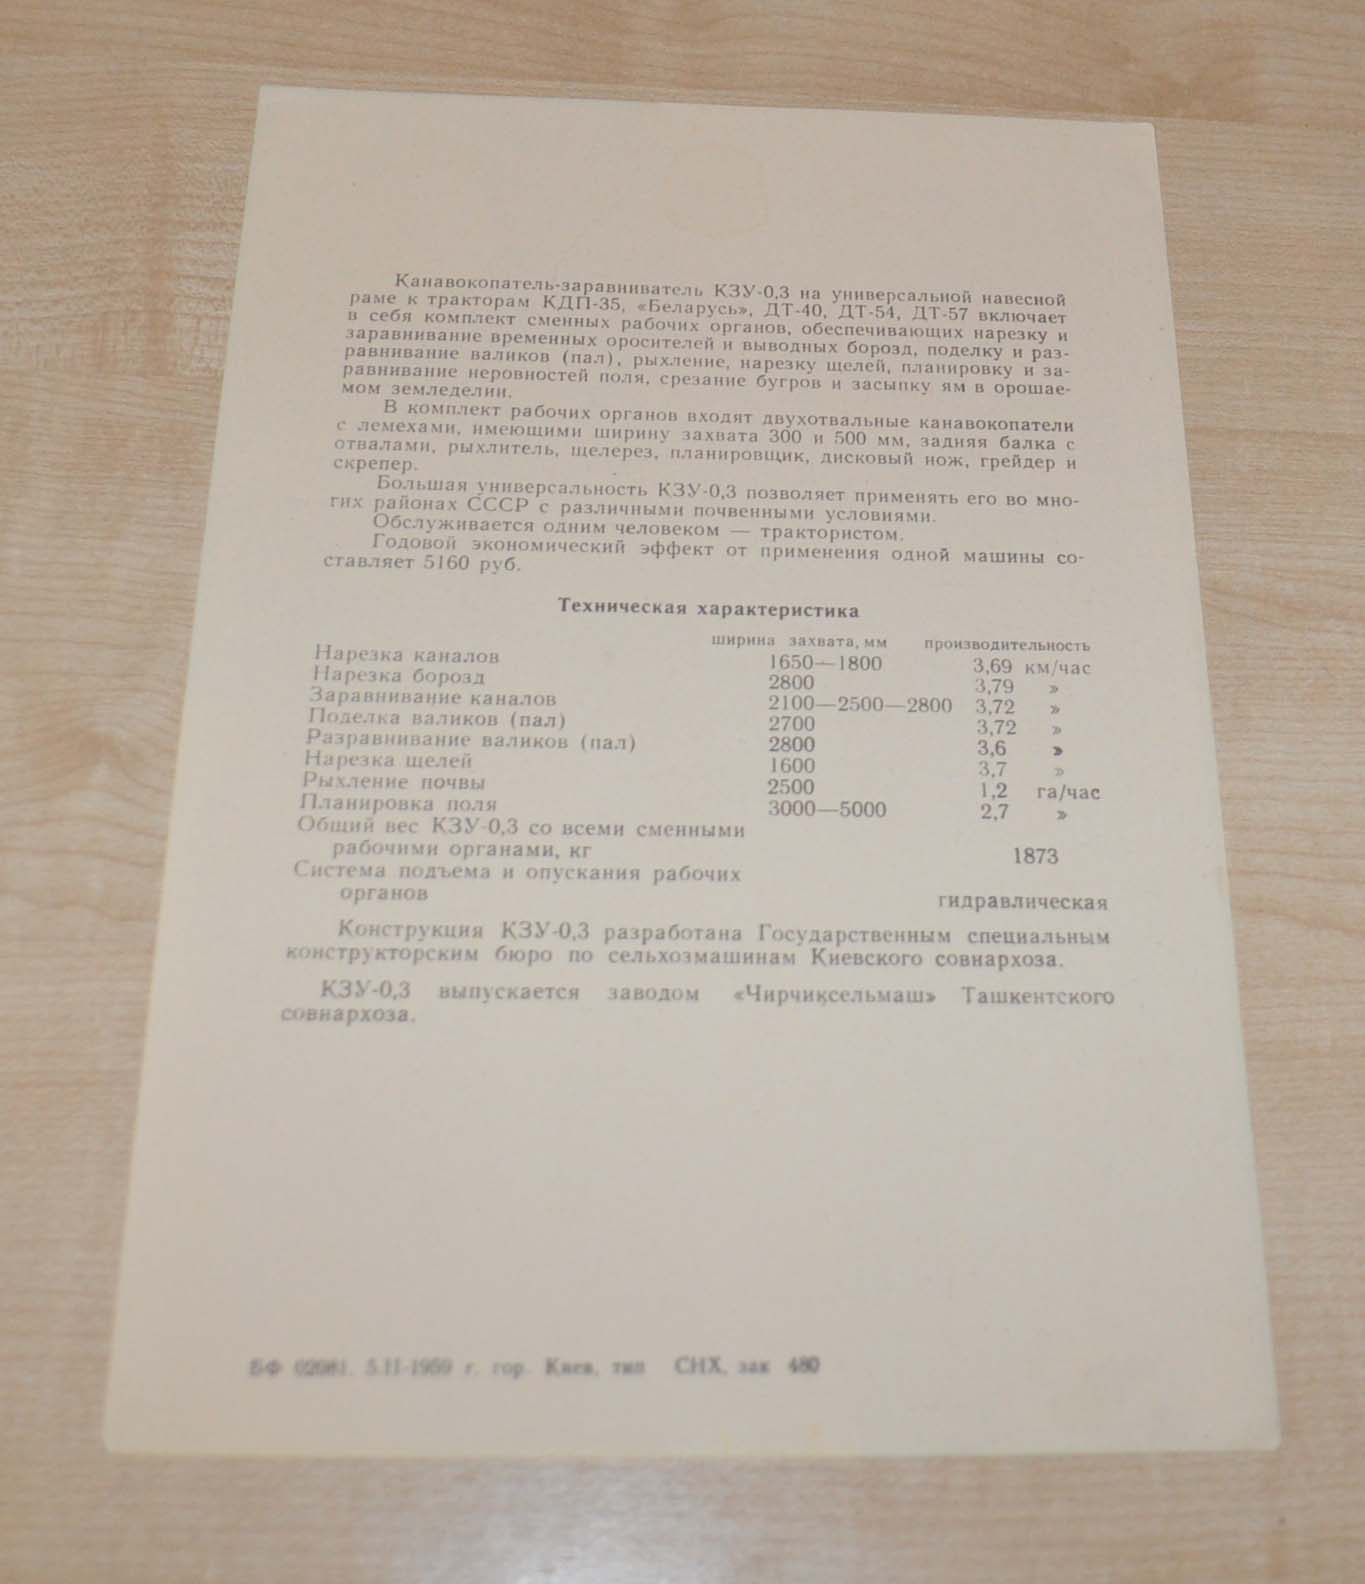 Канавокопатель-заравниватель КЗУ-0,3 на универсальной навесной
раме к тракторам КДП-35, «Беларусь», ДТ-40, ДТ-54, ДТ-57 включает
в себя комплект сменных рабочих органов, обеспечивающих нарезку и
заравнивание временных оросителей и выводных борозд, поделку и раз-
равнивание валиков (пал), рыхление, нарезку щелей, планировку и за-
равнивание неровностей поля, срезание бугров и засыпку ям в орошае-
мом земледелии.
В комплект рабочих органов входят двухотвальные канавокопатели
с лемехами, имеющими ширину захвата 300 и 500 мм, задняя балка с
отвалами, рыхлитель, щелерез, планировщик, дисковый нож, грейдер и
скрепер.
Большая универсальность КЗУ-0,3 позволяет применять его во мно-
гих районах СССР с различными почвенными условиями.
Обслуживается одним человеком — трактористом.
Годовой экономический эффект от применения одной машины со-
ставляет 5160 руб.
Техническая характеристика
ширина захвата, мм производительность
Нарезка каналов 1650—1800 3,69 км/час
Нарезка борозд 2800 3,79 »
Заравнивание каналов 2100—2500—2800 3,72 »
Поделка валиков (пал) 2700 3,72 »
Разравнивание валиков (пал) 2800 3,6 »
Нарезка щелей 1600 3,7 »
Рыхление почвы 2500 1,2 га/час
Планировка поля 3000—5000 2,7 »
Общий вес КЗУ-0,3 со всеми сменными
рабочими органами, кг 1873
Система подъема и опускания рабочих
органов гидравлическая
Конструкция КЗУ-0,3 разработана Государственным специальным
конструкторским бюро по сельхозмашинам Киевского совнархоза.
КЗУ-0,3 выпускается заводом «Чирчиксельмаш» Ташкентского
совнархоза.
БФ 02081. 5.II-1959 г. гор. Киев, тип СНХ, зак 480